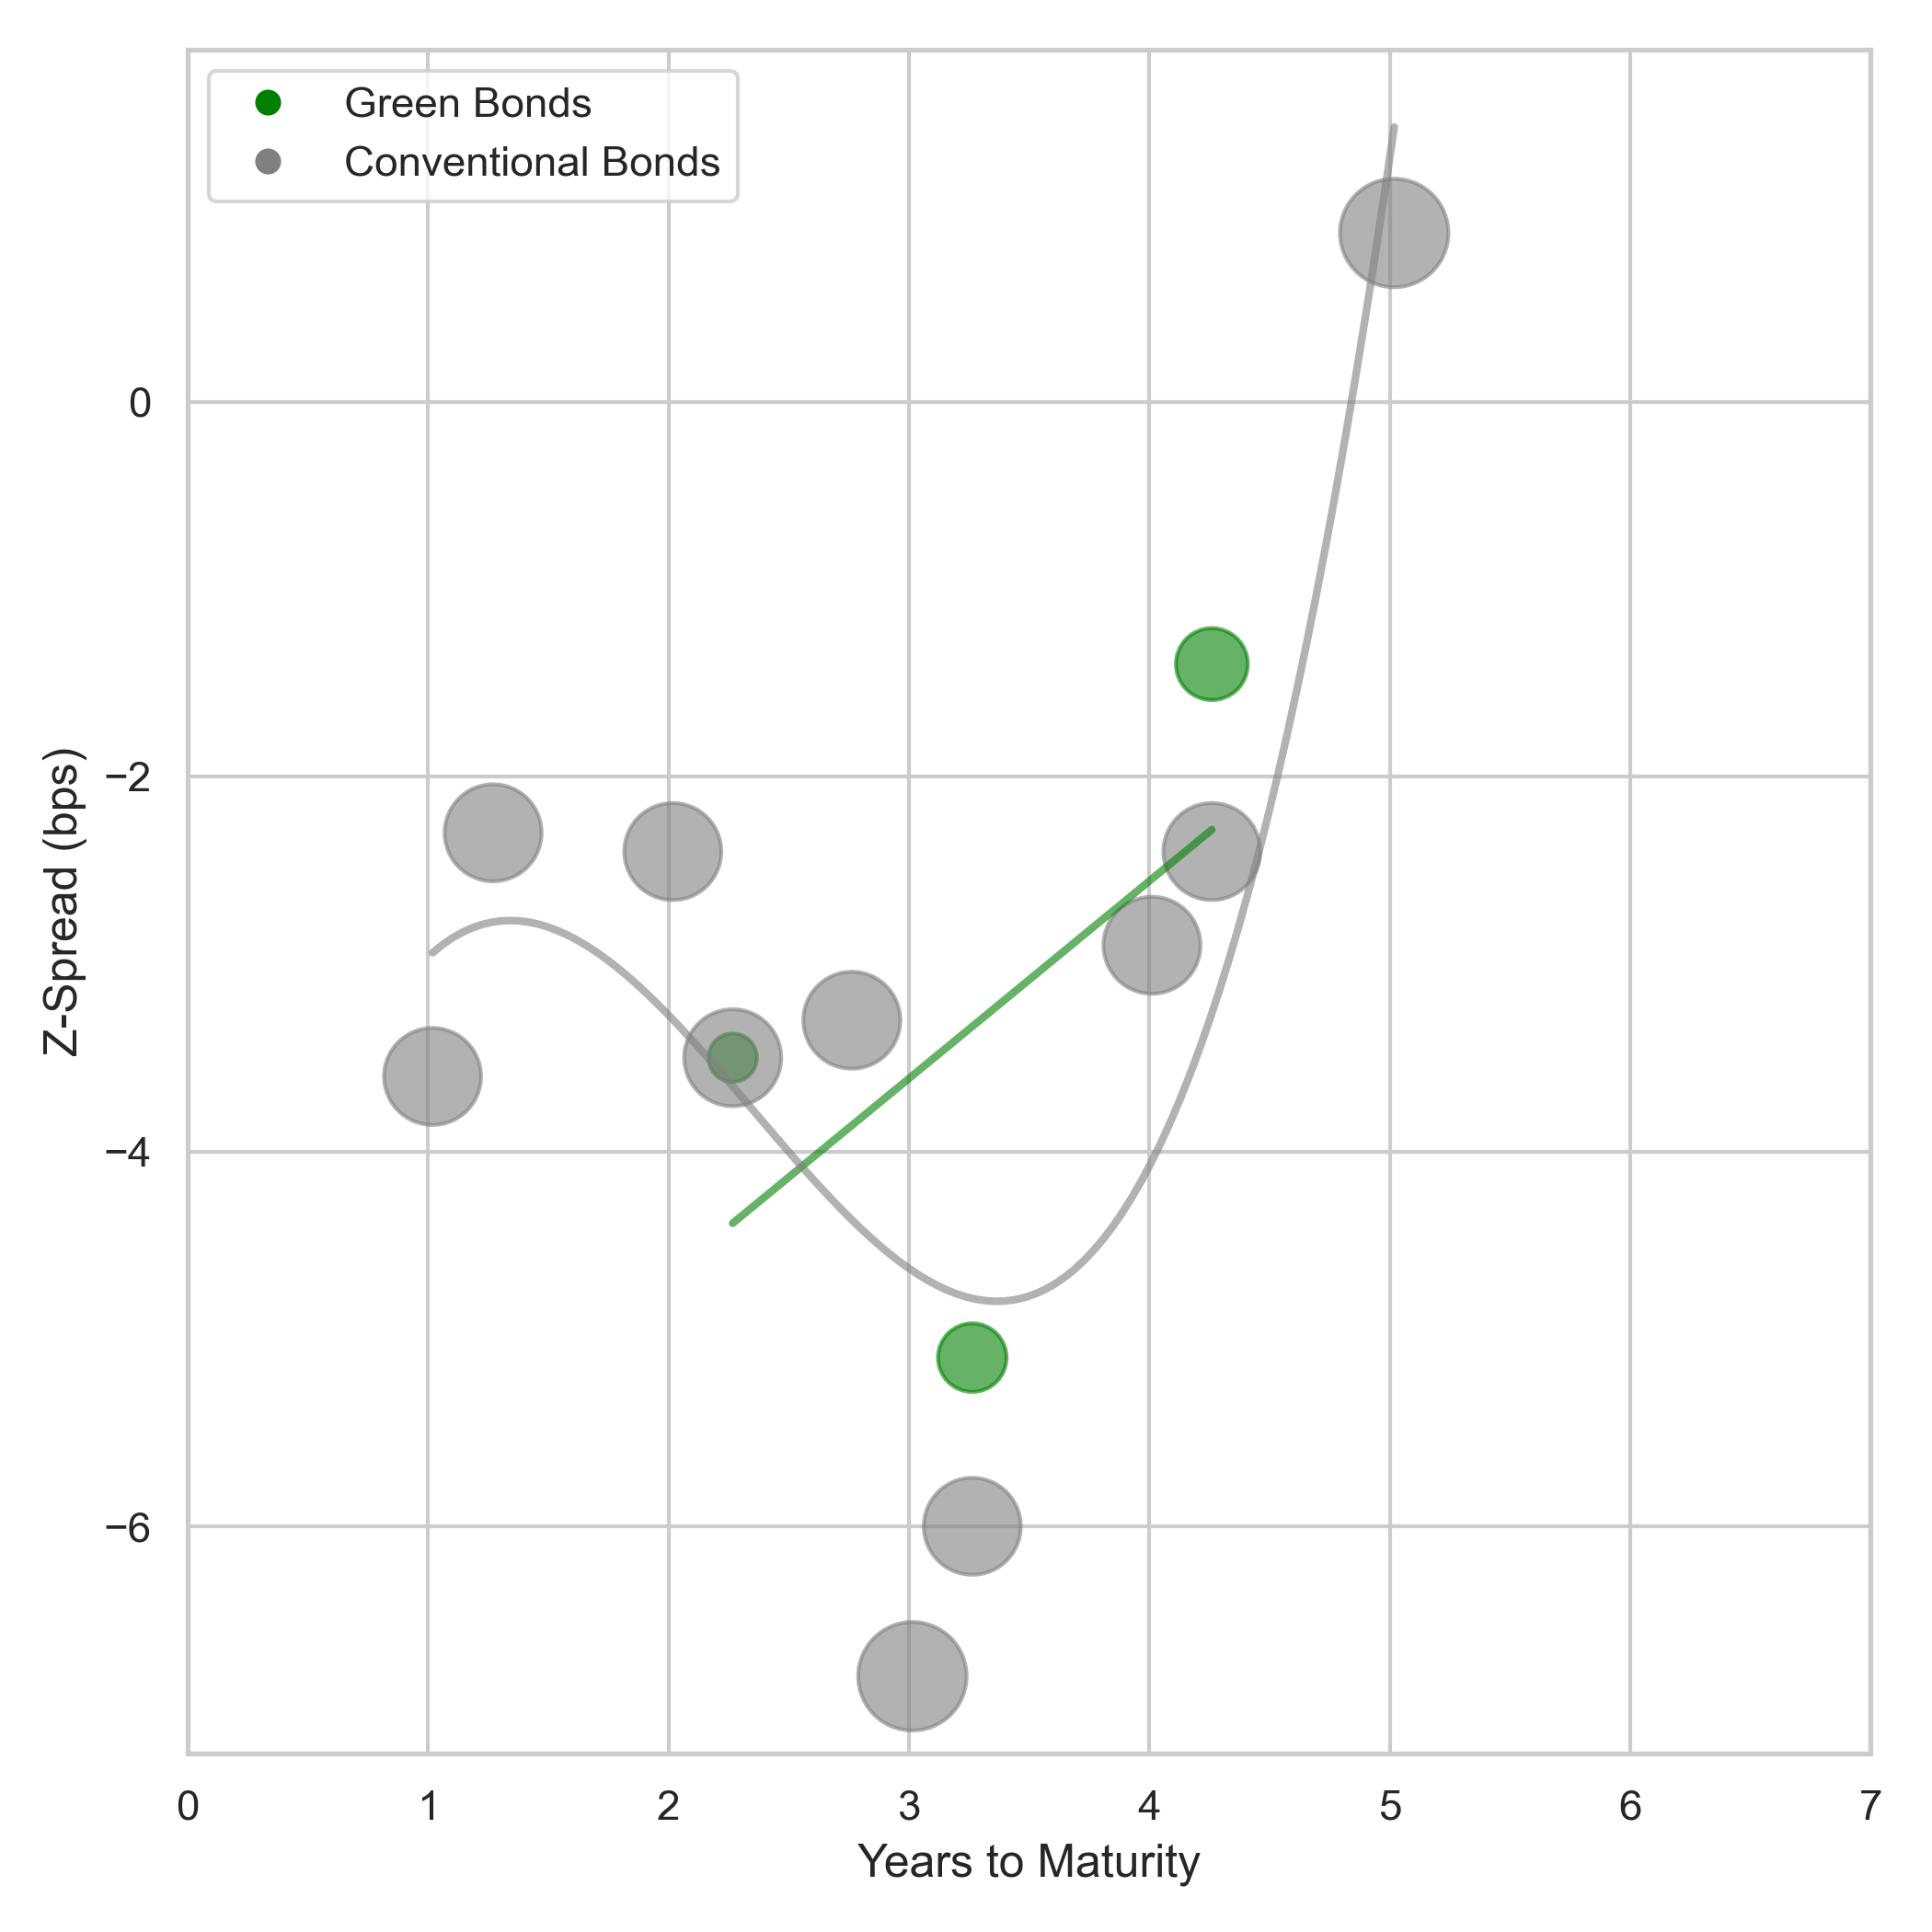 Green Bonds
Conventional Bonds
Z-Spread (bps)
0
−2
−4
−6
0 1 2 3 4 5 6 7
Years to Maturity